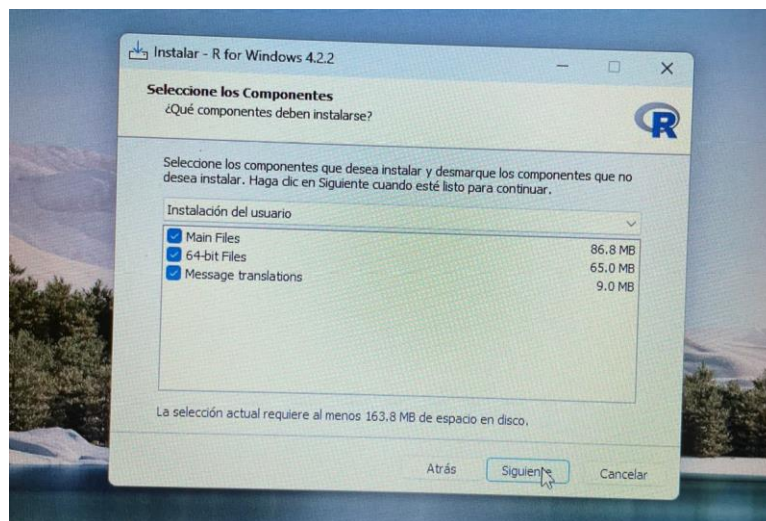 Instalar - R for Windows 4.2.2
Seleccione los Componentes
¿Qué componentes deben instalarse?
R
Seleccione los componentes que desea instalar y desmarque los componentes que no
desea instalar. Haga clic en Siguiente cuando esté listo para continuar.
Instalación del usuario
Main Files 86.8 MB
64-bit Files 65.0 MB
Message translations 9.0 MB
La selección actual requiere al menos 163.8 MB de espacio en disco.
Atrás Siguiente Cancelar